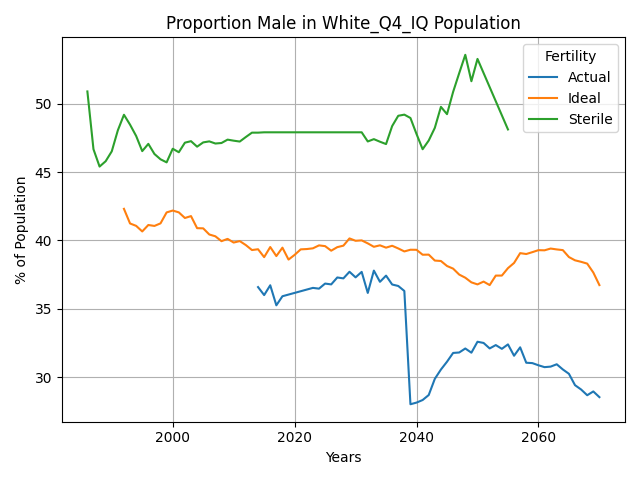 Proportion Male in White_Q4_IQ Population
% of Population
50
45
40
35
30
2000
2020
2040
2060
Years
Fertility
Actual
Ideal
Sterile